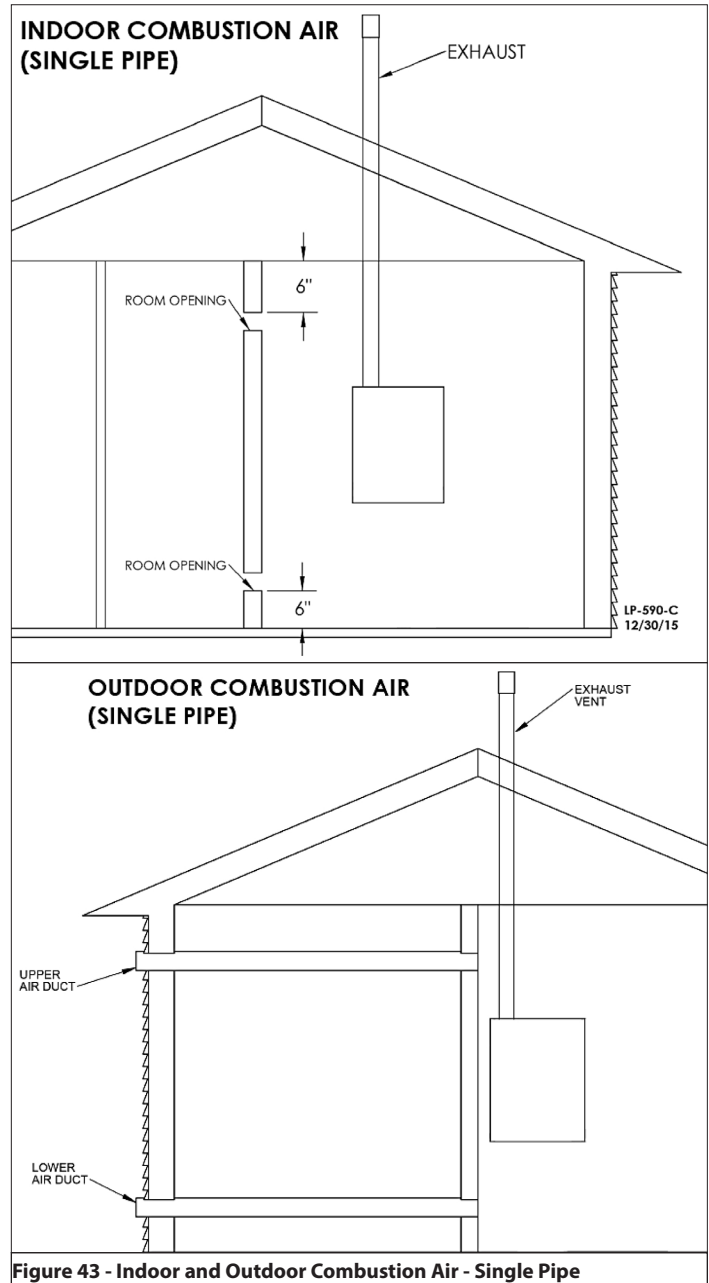 INDOOR COMBUSTION AIR
(SINGLE PIPE)
EXHAUST
6"
ROOM OPENING
ROOM OPENING
6"
LP-590-C
12/30/15
OUTDOOR COMBUSTION AIR
(SINGLE PIPE)
EXHAUST
VENT
UPPER
AIR DUCT
LOWER
AIR DUCT
Figure 43 - Indoor and Outdoor Combustion Air - Single Pipe